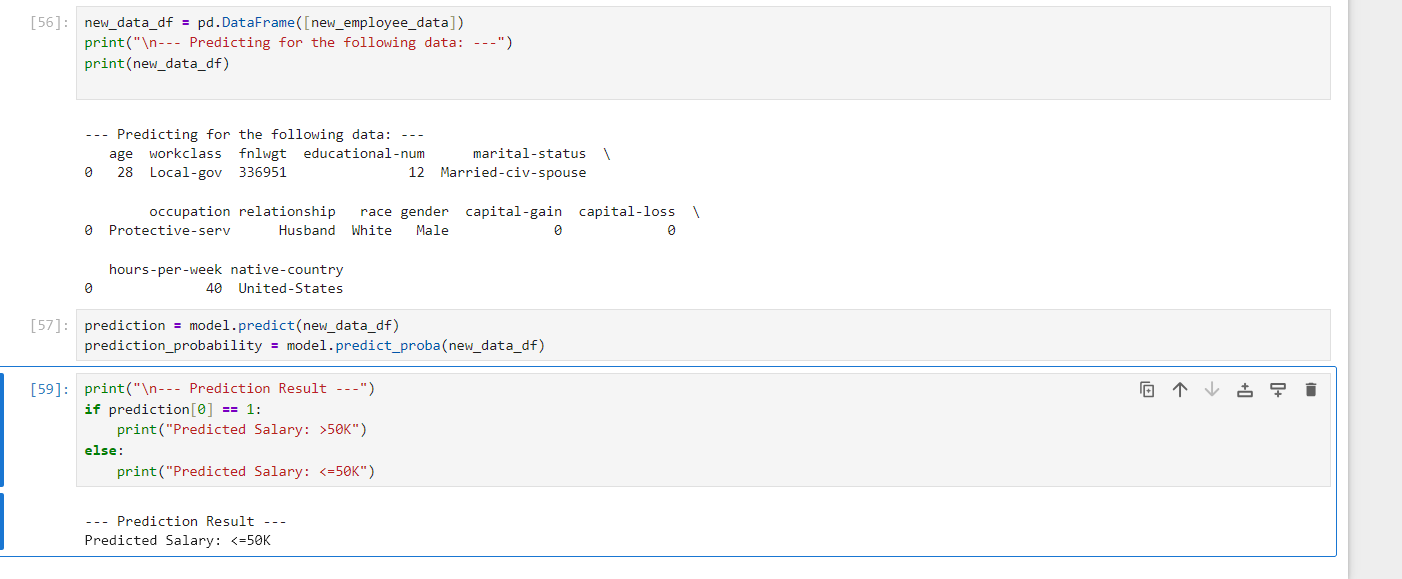 [56]: new_data_df = pd.DataFrame([new_employee_data])
print("\n--- Predicting for the following data: ---")
print(new_data_df)
--- Predicting for the following data: ---
   age  workclass  fnlwgt  educational-num      marital-status  \
0   28  Local-gov  336951               12  Married-civ-spouse
        occupation relationship   race gender  capital-gain  capital-loss  \
0  Protective-serv      Husband  White   Male             0             0
   hours-per-week native-country
0              40  United-States
[57]: prediction = model.predict(new_data_df)
prediction_probability = model.predict_proba(new_data_df)
[59]: print("\n--- Prediction Result ---")
if prediction[0] == 1:
    print("Predicted Salary: >50K")
else:
    print("Predicted Salary: <=50K")
--- Prediction Result ---
Predicted Salary: <=50K